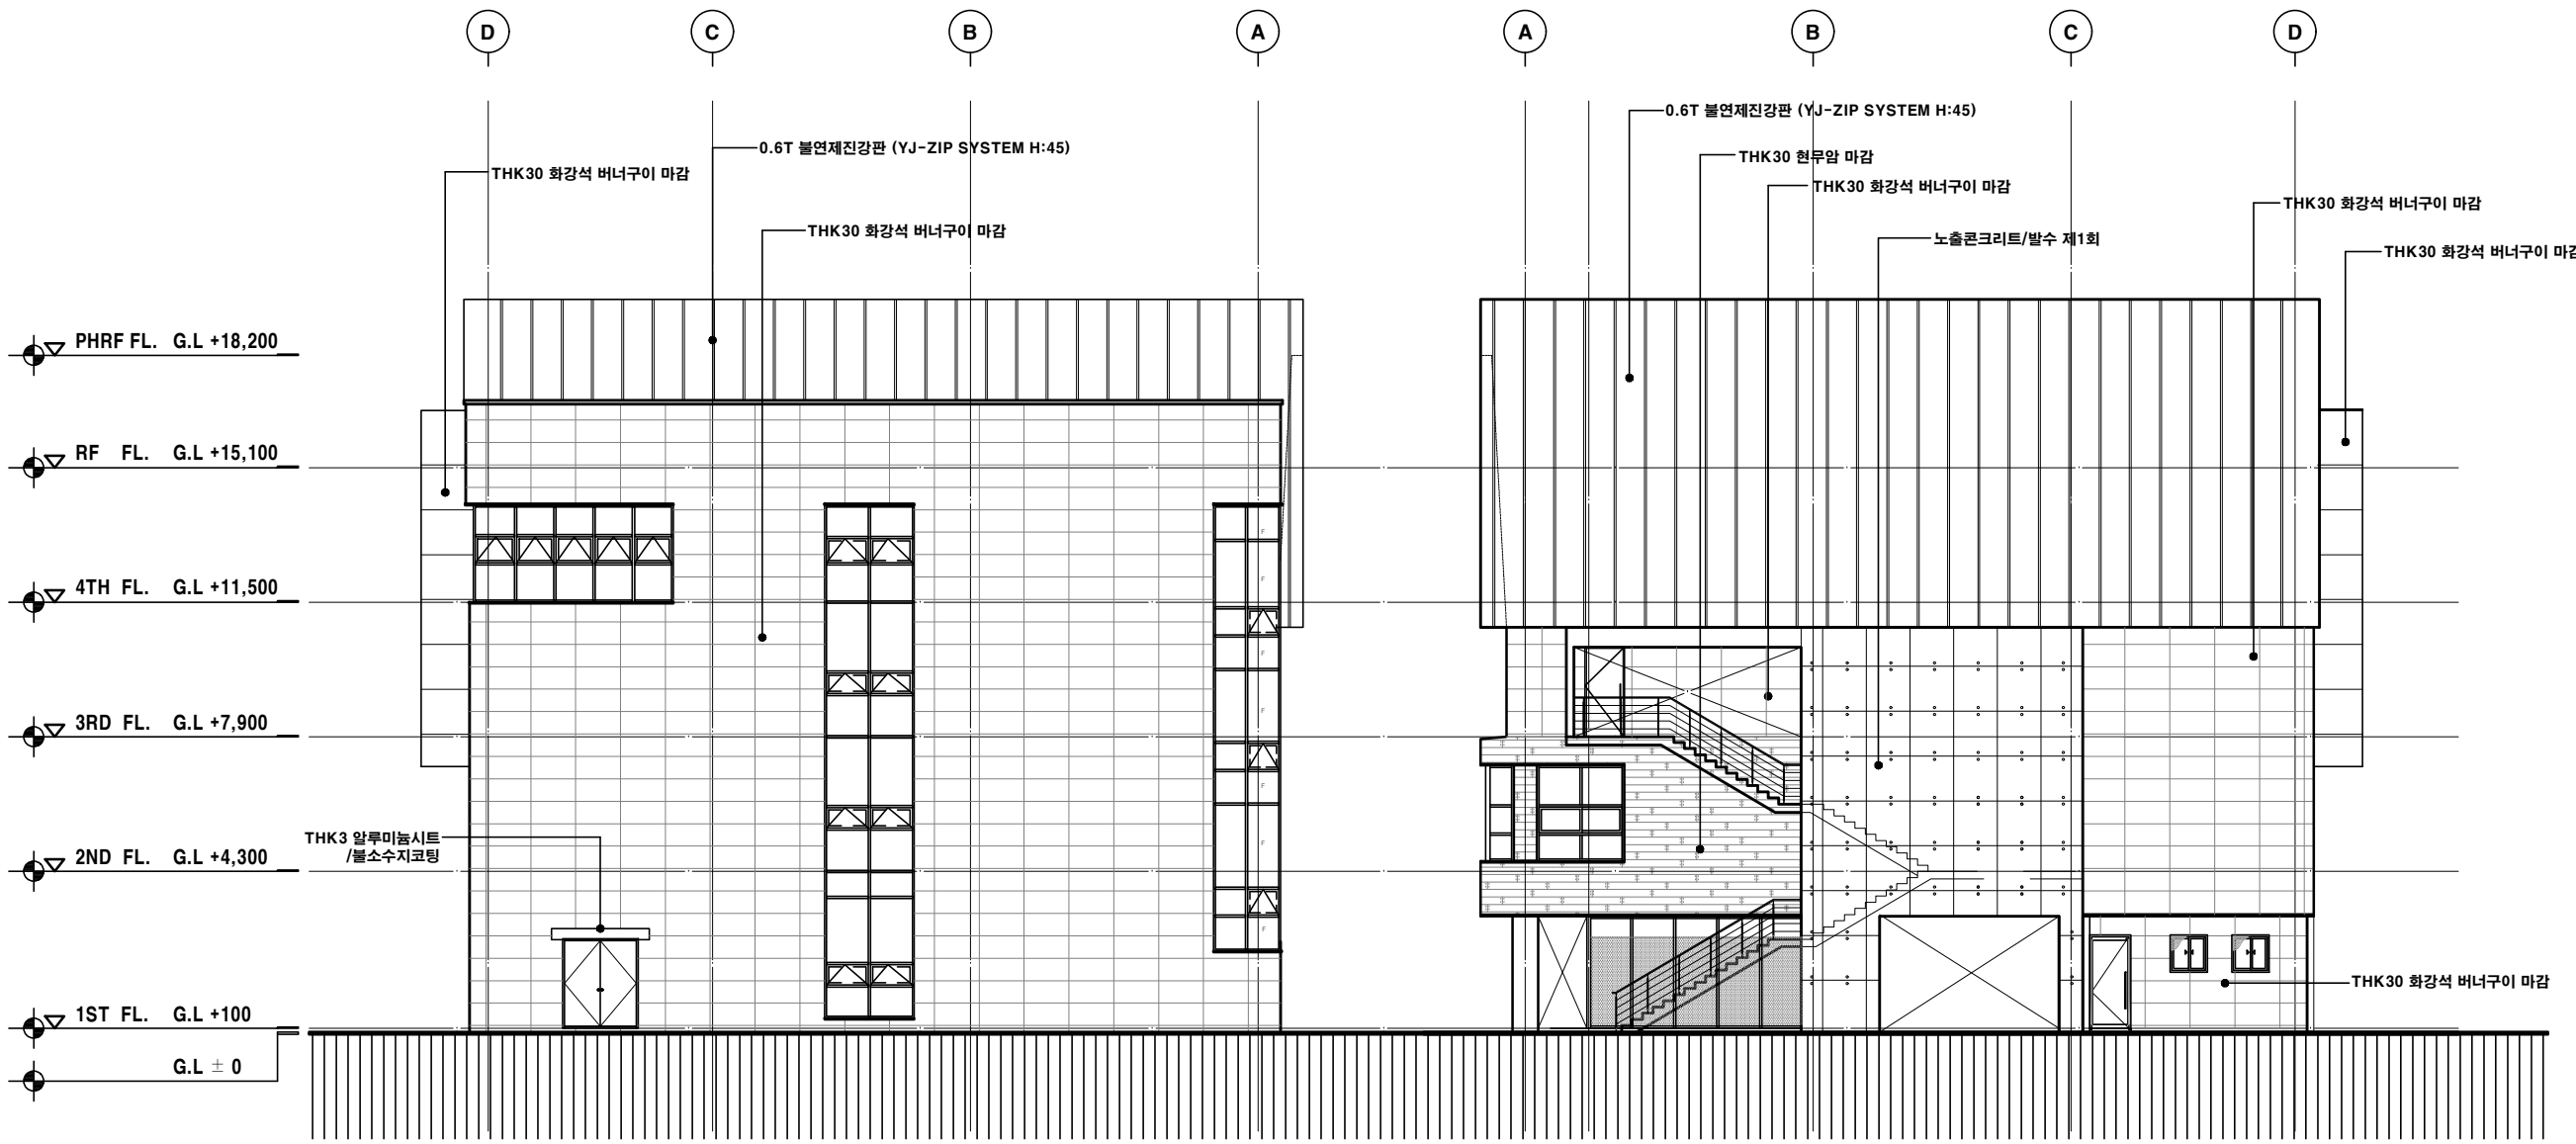 D C B A A B C D
0.6T 불연제진강판 (YJ-ZIP SYSTEM H:45)
THK30 화강석 버너구이 마감
THK30 화강석 버너구이 마감
0.6T 불연제진강판 (YJ-ZIP SYSTEM H:45)
THK30 현무암 마감
THK30 화강석 버너구이 마감
THK30 화강석 버너구이 마감
노출콘크리트/발수 제1회
THK30 화강석 버너구이 마감
PHRF FL. G.L +18,200
RF FL. G.L +15,100
4TH FL. G.L +11,500
3RD FL. G.L +7,900
2ND FL. G.L +4,300
1ST FL. G.L +100
G.L ± 0
THK3 알루미늄시트
/불소수지코팅
F
F
F
F
F
F
F
F
THK30 화강석 버너구이 마감